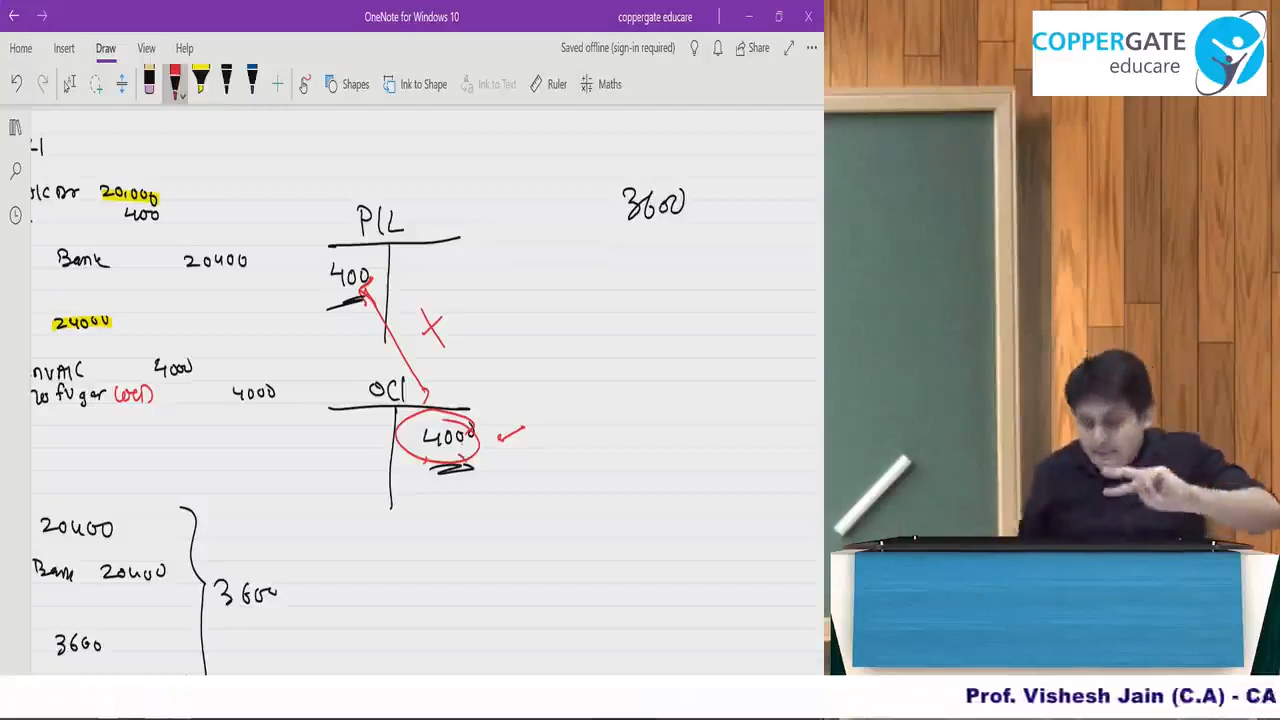 OneNote for Windows 10
coppergate educare
Home Insert Draw View Help
Saved offline (sign-in required)
Share
Shapes
Ink to Shape
Ink to Text
Ruler
Maths
COPPERGATE
educare
20,000
400
Bank 20400
24000
4000
(OCI) 4000
P/L
400
OCI
4000
3600
20400
Bank 20400
3600
3600
Prof. Vishesh Jain (C.A) - CA